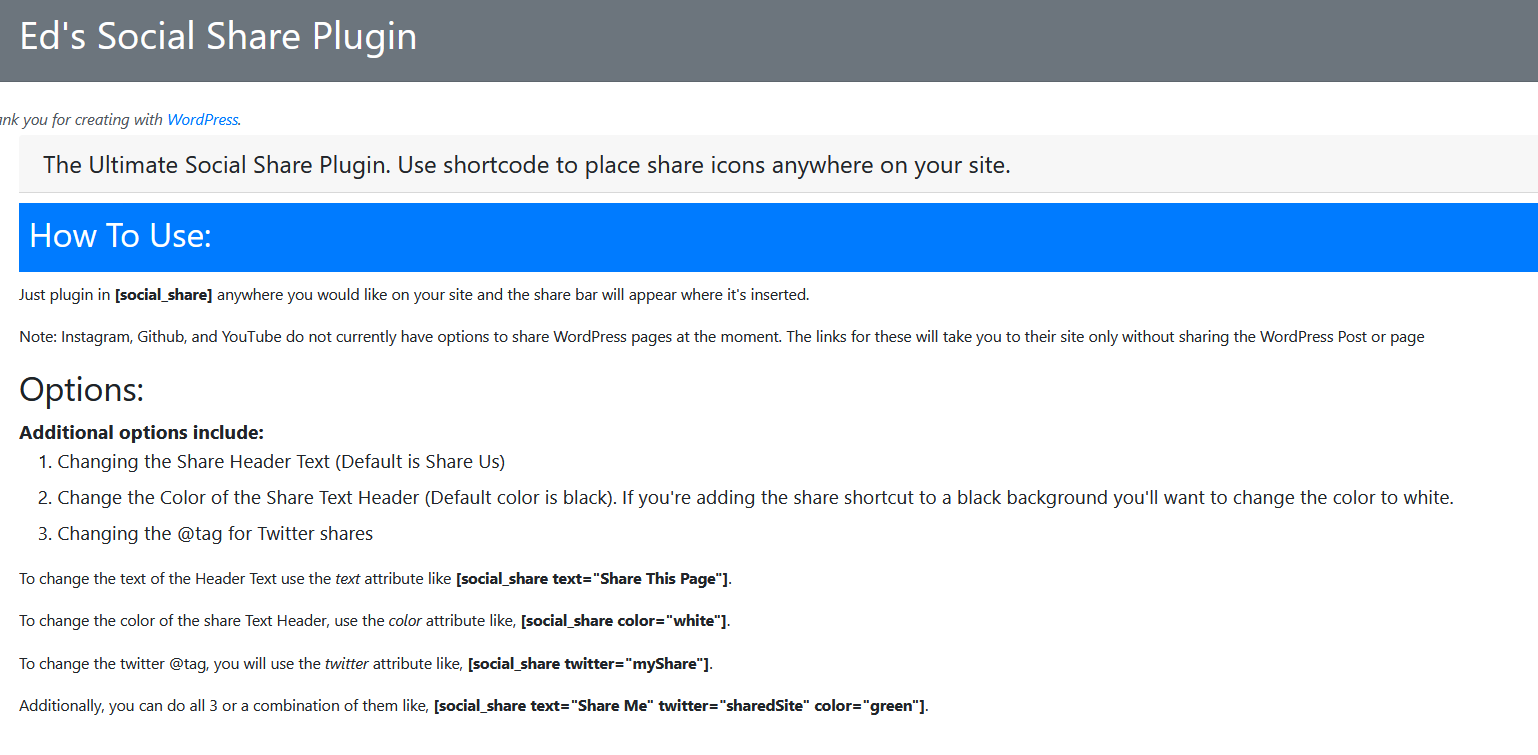 Ed's Social Share Plugin
you for creating with WordPress.
The Ultimate Social Share Plugin. Use shortcode to place share icons anywhere on your site.
How To Use:
Just plugin in [social_share] anywhere you would like on your site and the share bar will appear where it's inserted.
Note: Instagram, Github, and YouTube do not currently have options to share WordPress pages at the moment. The links for these will take you to their site only without sharing the WordPress Post or page
Options:
Additional options include:
1. Changing the Share Header Text (Default is Share Us)
2. Change the Color of the Share Text Header (Default color is black). If you're adding the share shortcut to a black background you'll want to change the color to white.
3. Changing the @tag for Twitter shares
To change the text of the Header Text use the text attribute like [social_share text="Share This Page"].
To change the color of the share Text Header, use the color attribute like, [social_share color="white"].
To change the twitter @tag, you will use the twitter attribute like, [social_share twitter="myShare"].
Additionally, you can do all 3 or a combination of them like, [social_share text="Share Me" twitter="sharedSite" color="green"].